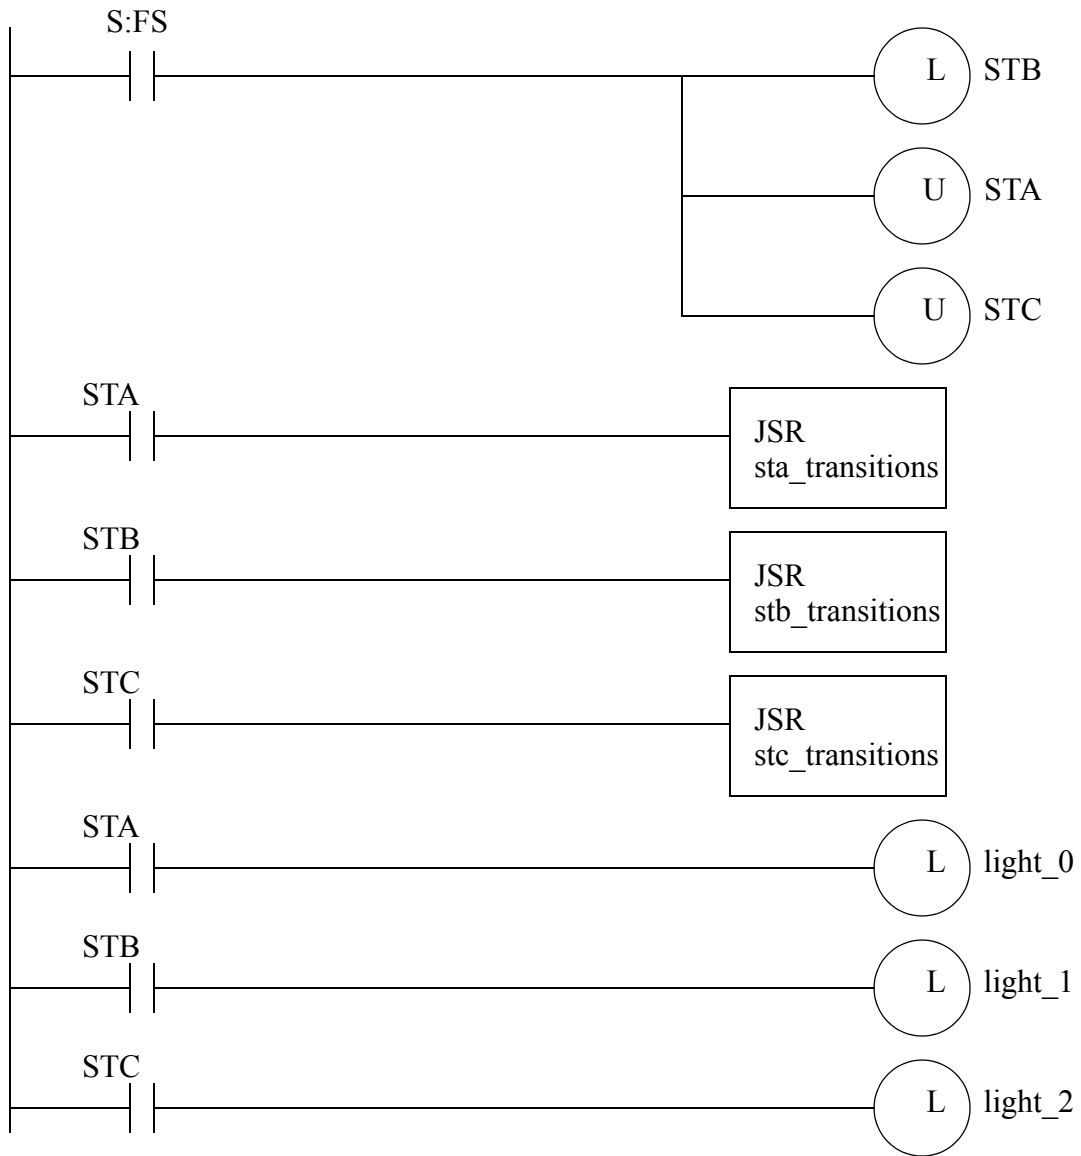 S:FS
L STB
U STA
U STC
STA
JSR
sta_transitions
STB
JSR
stb_transitions
STC
JSR
stc_transitions
STA
L light_0
STB
L light_1
STC
L light_2